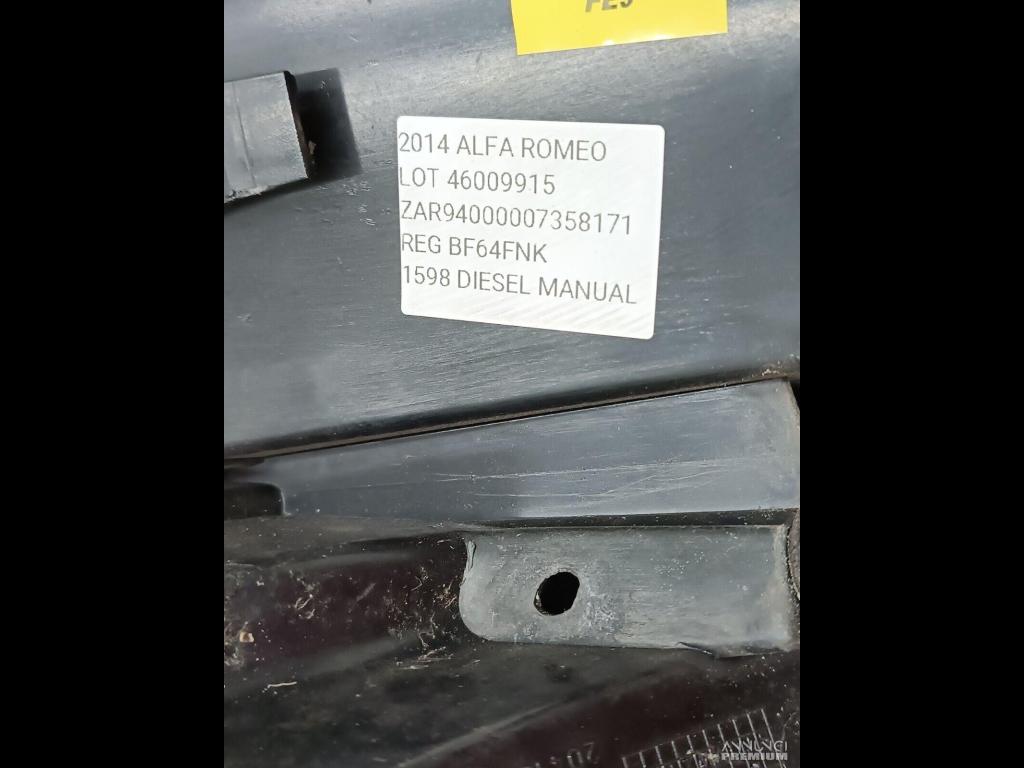 2014 ALFA ROMEO
LOT 46009915
ZAR94000007358171
REG BF64FNK
1598 DIESEL MANUAL
ANNUNCI
PREMIUM